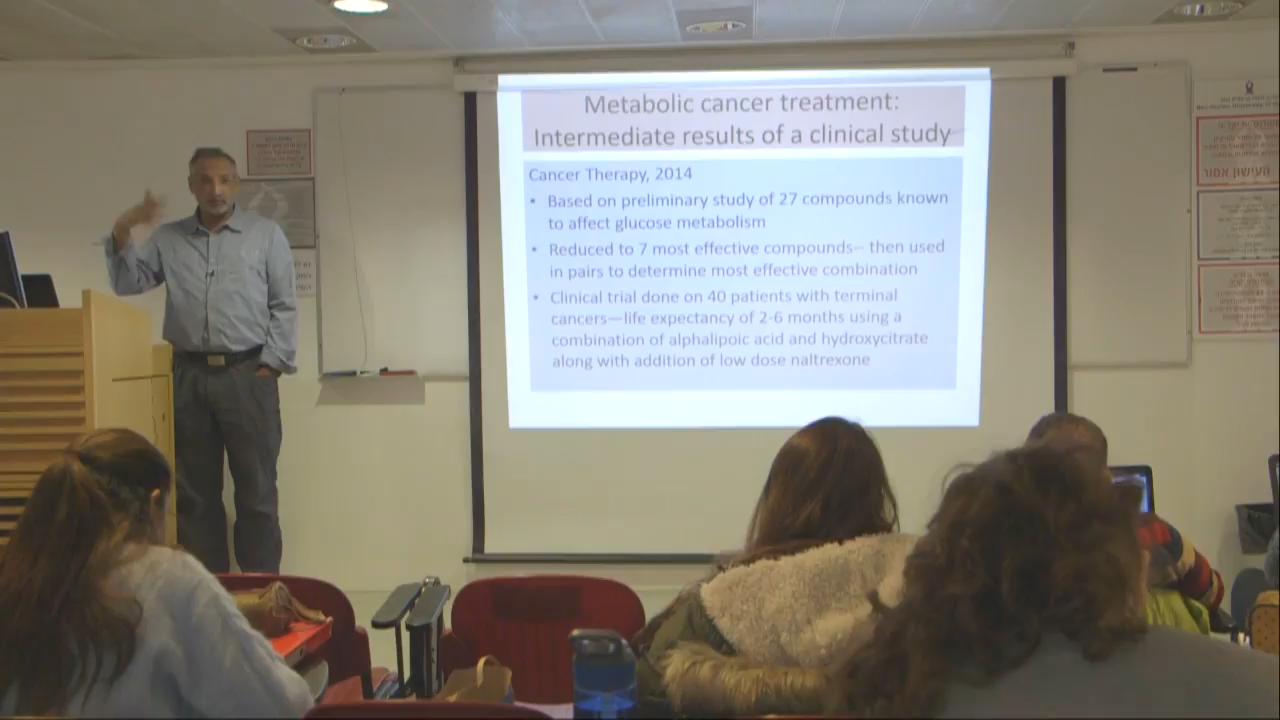 Metabolic cancer treatment:
Intermediate results of a clinical study
Cancer Therapy, 2014
• Based on preliminary study of 27 compounds known
to affect glucose metabolism
• Reduced to 7 most effective compounds– then used
in pairs to determine most effective combination
• Clinical trial done on 40 patients with terminal
cancers—life expectancy of 2-6 months using a
combination of alphalipoic acid and hydroxycitrate
along with addition of low dose naltrexone
העישון אסור